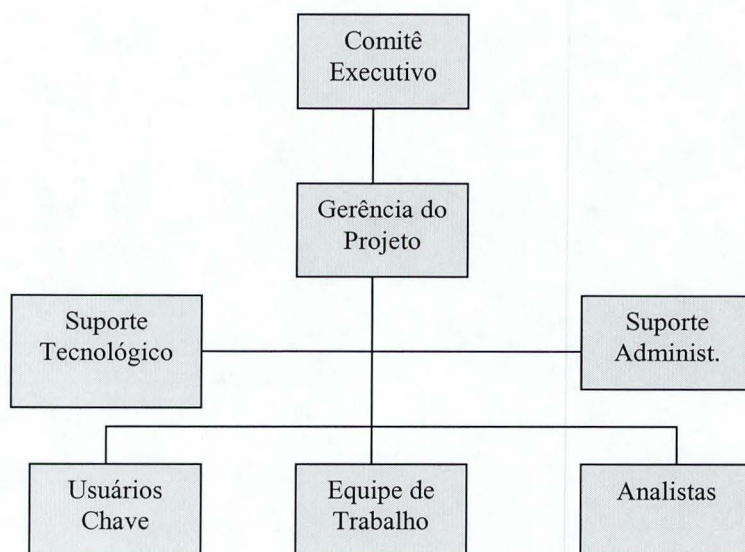 Comitê
Executivo
Gerência do
Projeto
Suporte
Tecnológico
Suporte
Administ.
Usuários
Chave
Equipe de
Trabalho
Analistas